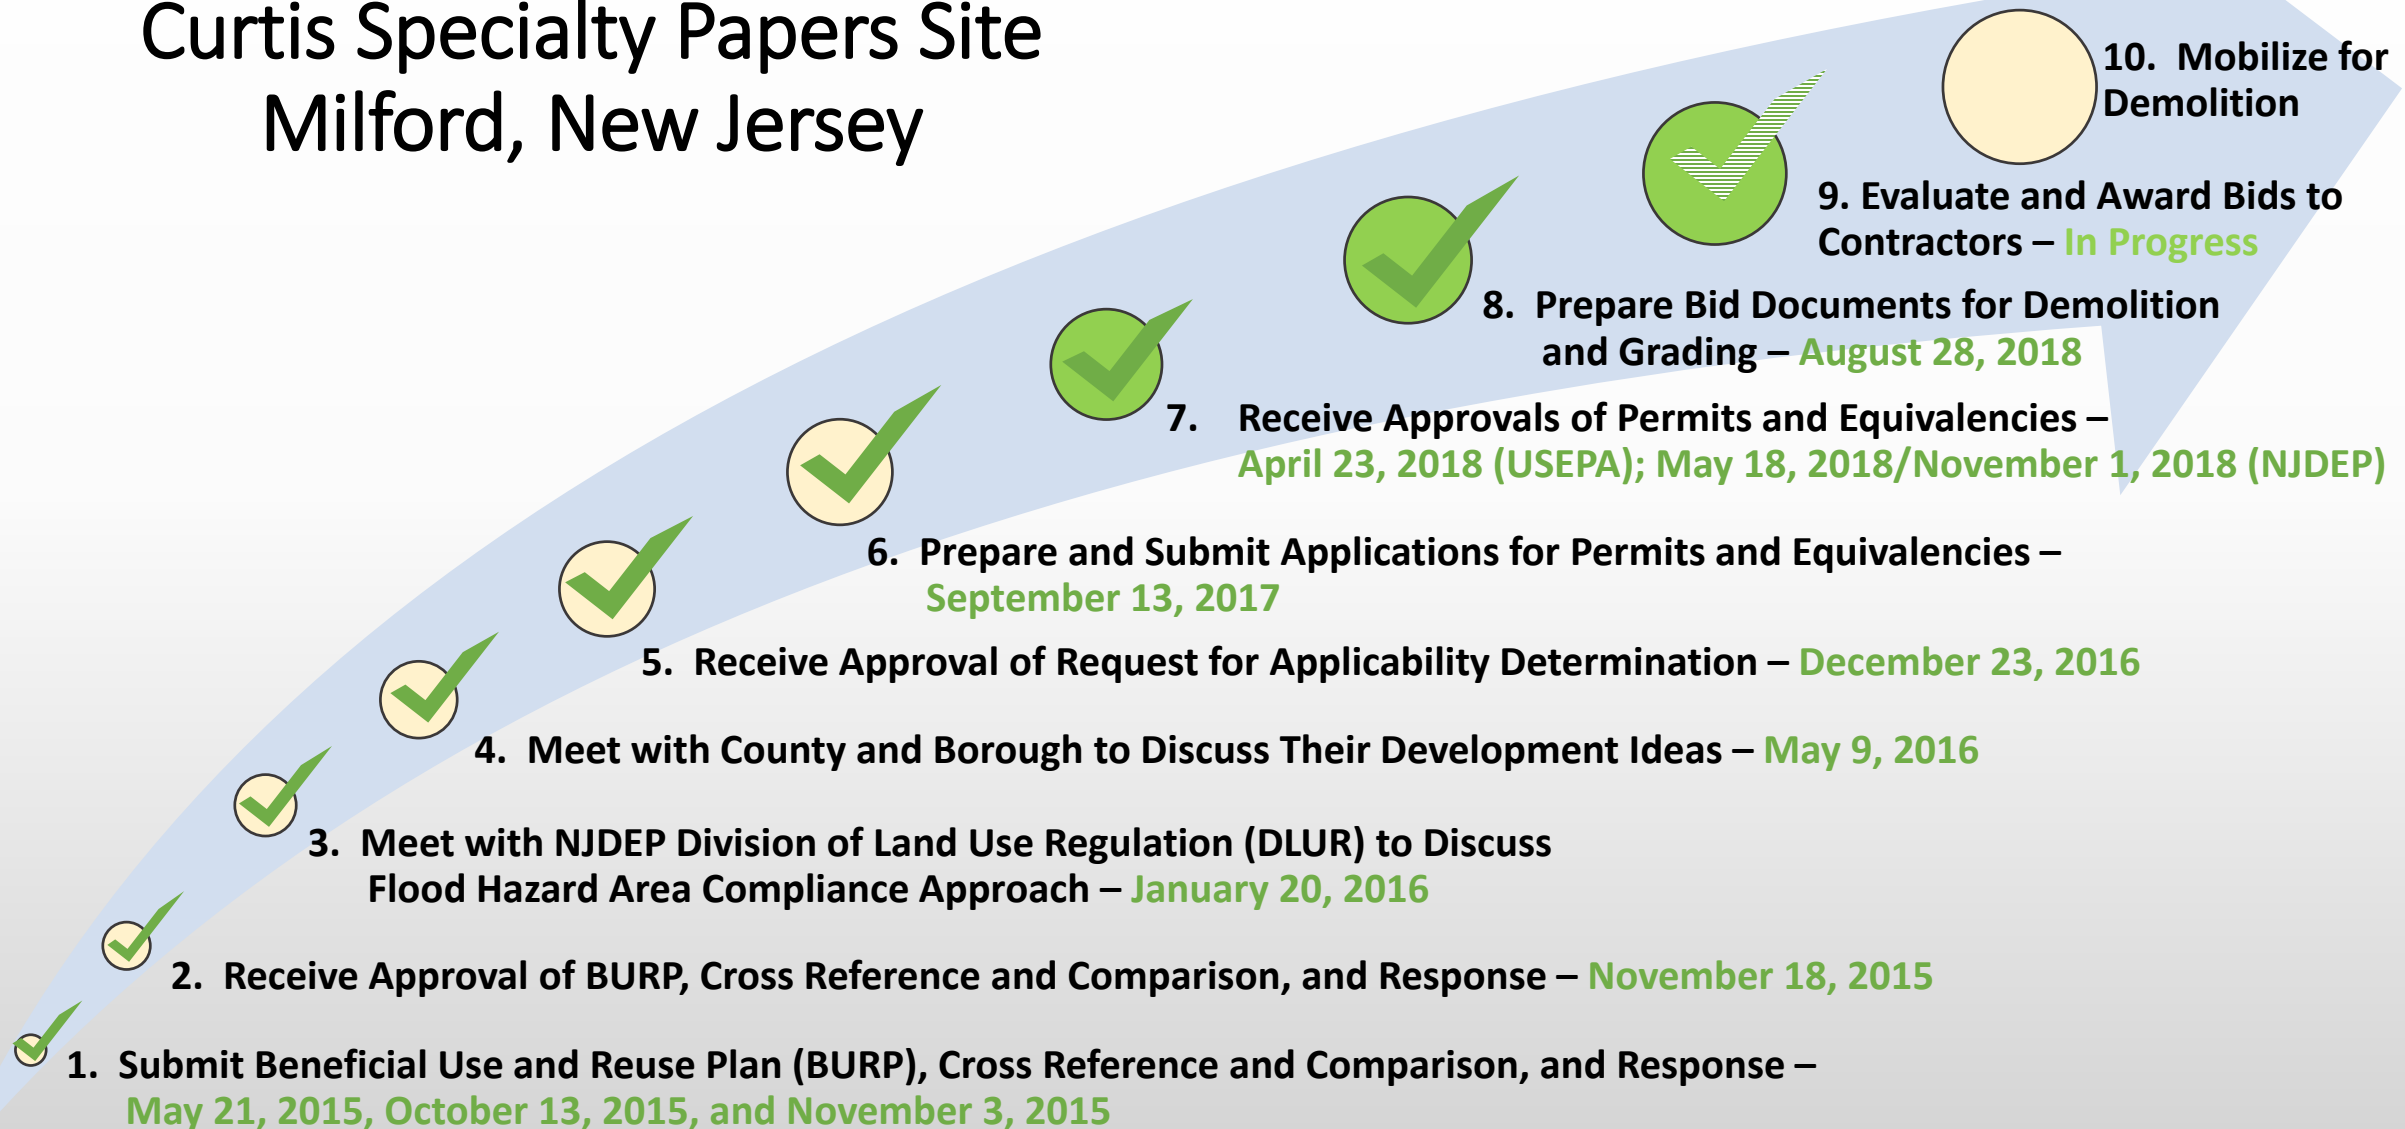 Curtis Specialty Papers Site
Milford, New Jersey
10. Mobilize for
Demolition
9. Evaluate and Award Bids to
Contractors – In Progress
8. Prepare Bid Documents for Demolition
and Grading – August 28, 2018
7. Receive Approvals of Permits and Equivalencies –
April 23, 2018 (USEPA); May 18, 2018/November 1, 2018 (NJDEP)
6. Prepare and Submit Applications for Permits and Equivalencies –
September 13, 2017
5. Receive Approval of Request for Applicability Determination – December 23, 2016
4. Meet with County and Borough to Discuss Their Development Ideas – May 9, 2016
3. Meet with NJDEP Division of Land Use Regulation (DLUR) to Discuss
Flood Hazard Area Compliance Approach – January 20, 2016
2. Receive Approval of BURP, Cross Reference and Comparison, and Response – November 18, 2015
1. Submit Beneficial Use and Reuse Plan (BURP), Cross Reference and Comparison, and Response –
May 21, 2015, October 13, 2015, and November 3, 2015